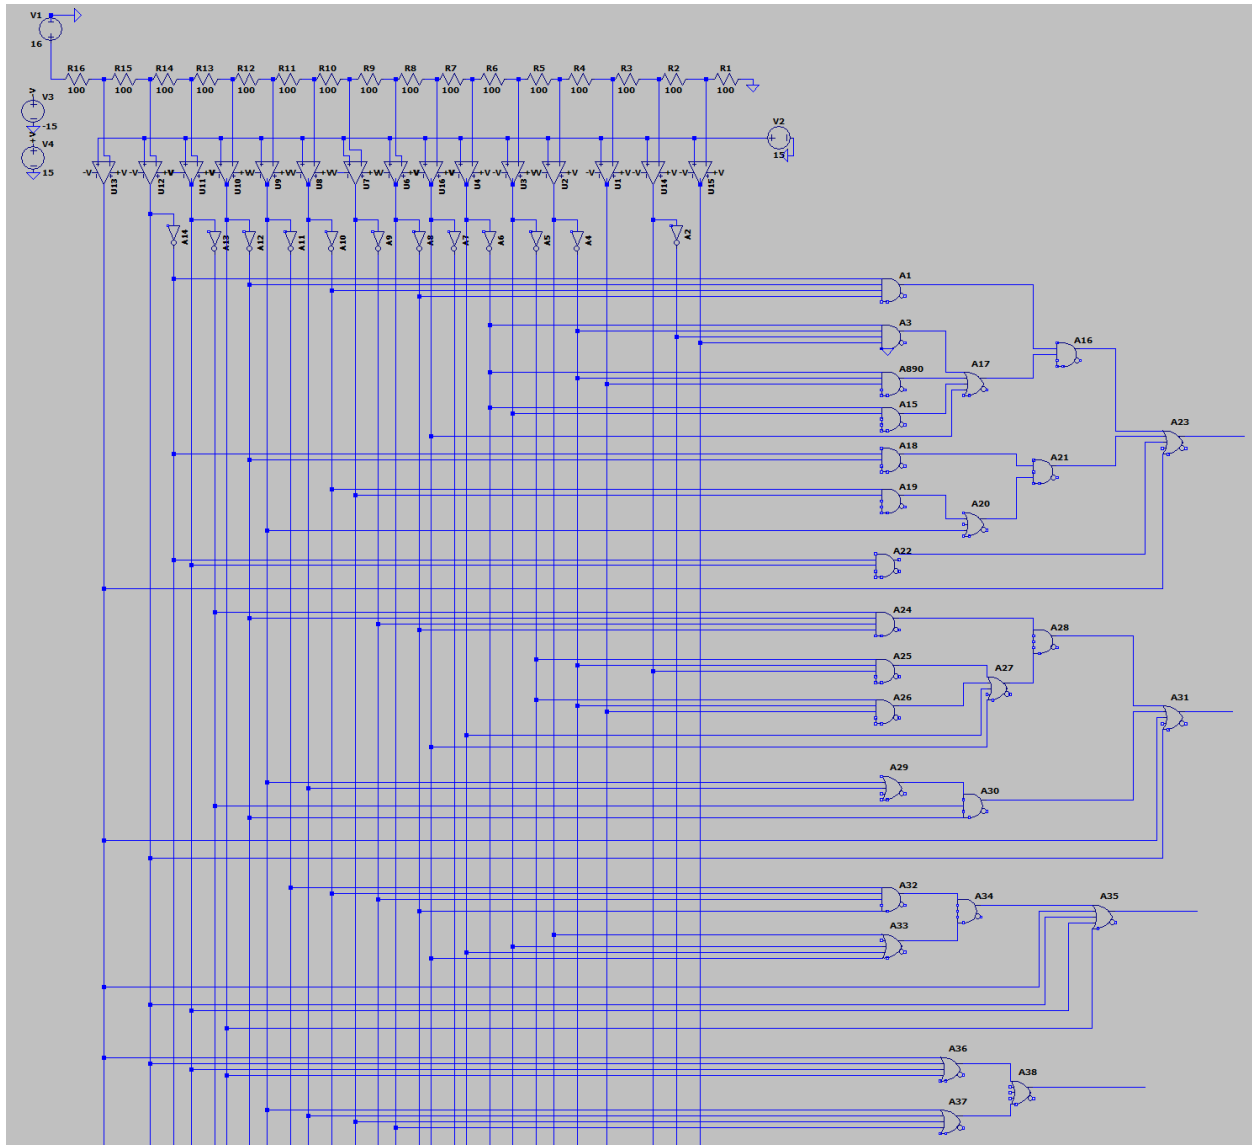 V1
16
R16 R15 R14 R13 R12 R11 R10 R9 R8 R7 R6 R5 R4 R3 R2 R1
100 100 100 100 100 100 100 100 100 100 100 100 100 100 100 100
-V
V3
-15
+V
V4
15
V2
15
-V +V U13
-V +V U12
+V U11
+V U10
+V U9
+V U8
+V U7
+V U6
+V U16
+V U4
-V +V U3
+V U2
-V +V U1
-V +V U14
-V +V U15
A14 A13 A12 A11 A10 A9 A8 A7 A6 A5 A4 A2
A1
A3
A16
A17
A890
A15
A23
A18
A21
A19
A20
A22
A24
A28
A25
A27
A26
A31
A29
A30
A32
A34
A35
A33
A36
A38
A37